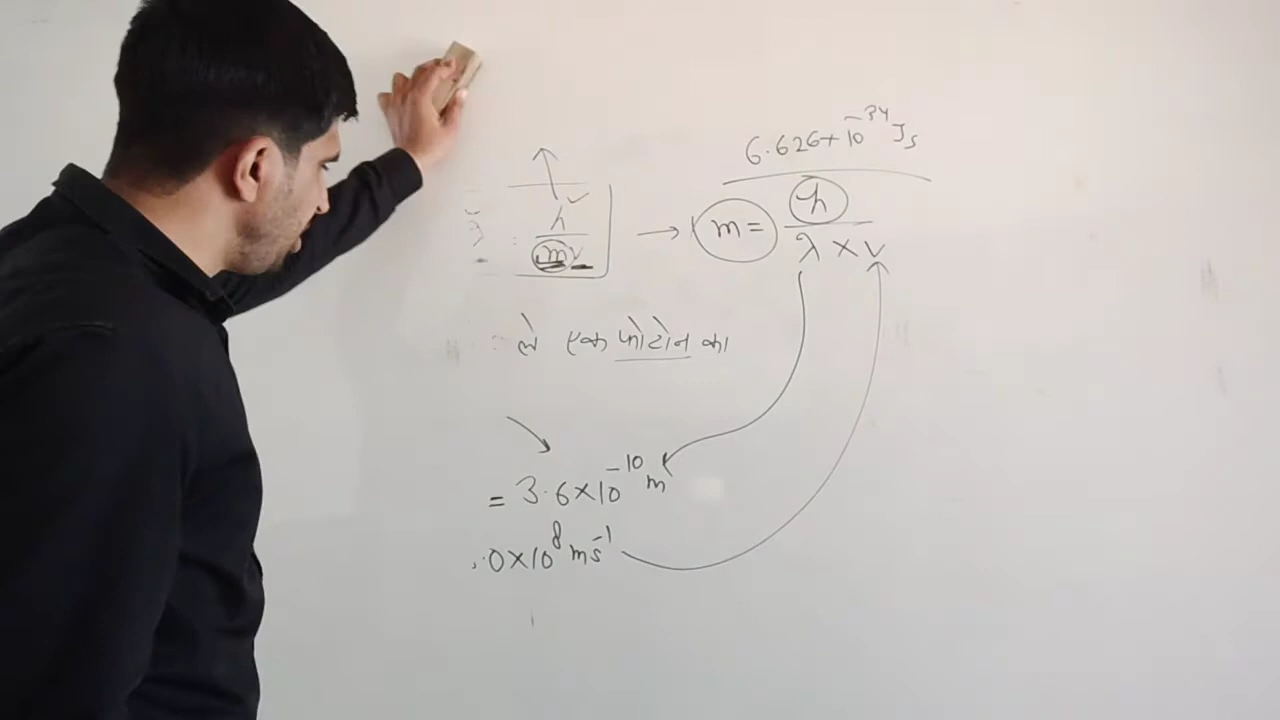 6.626+10⁻³⁴ Js
λ = h/mv → m = h/λ×v
ले एक फोटोन का
= 3.6×10⁻¹⁰ m
.0×10⁸ ms⁻¹